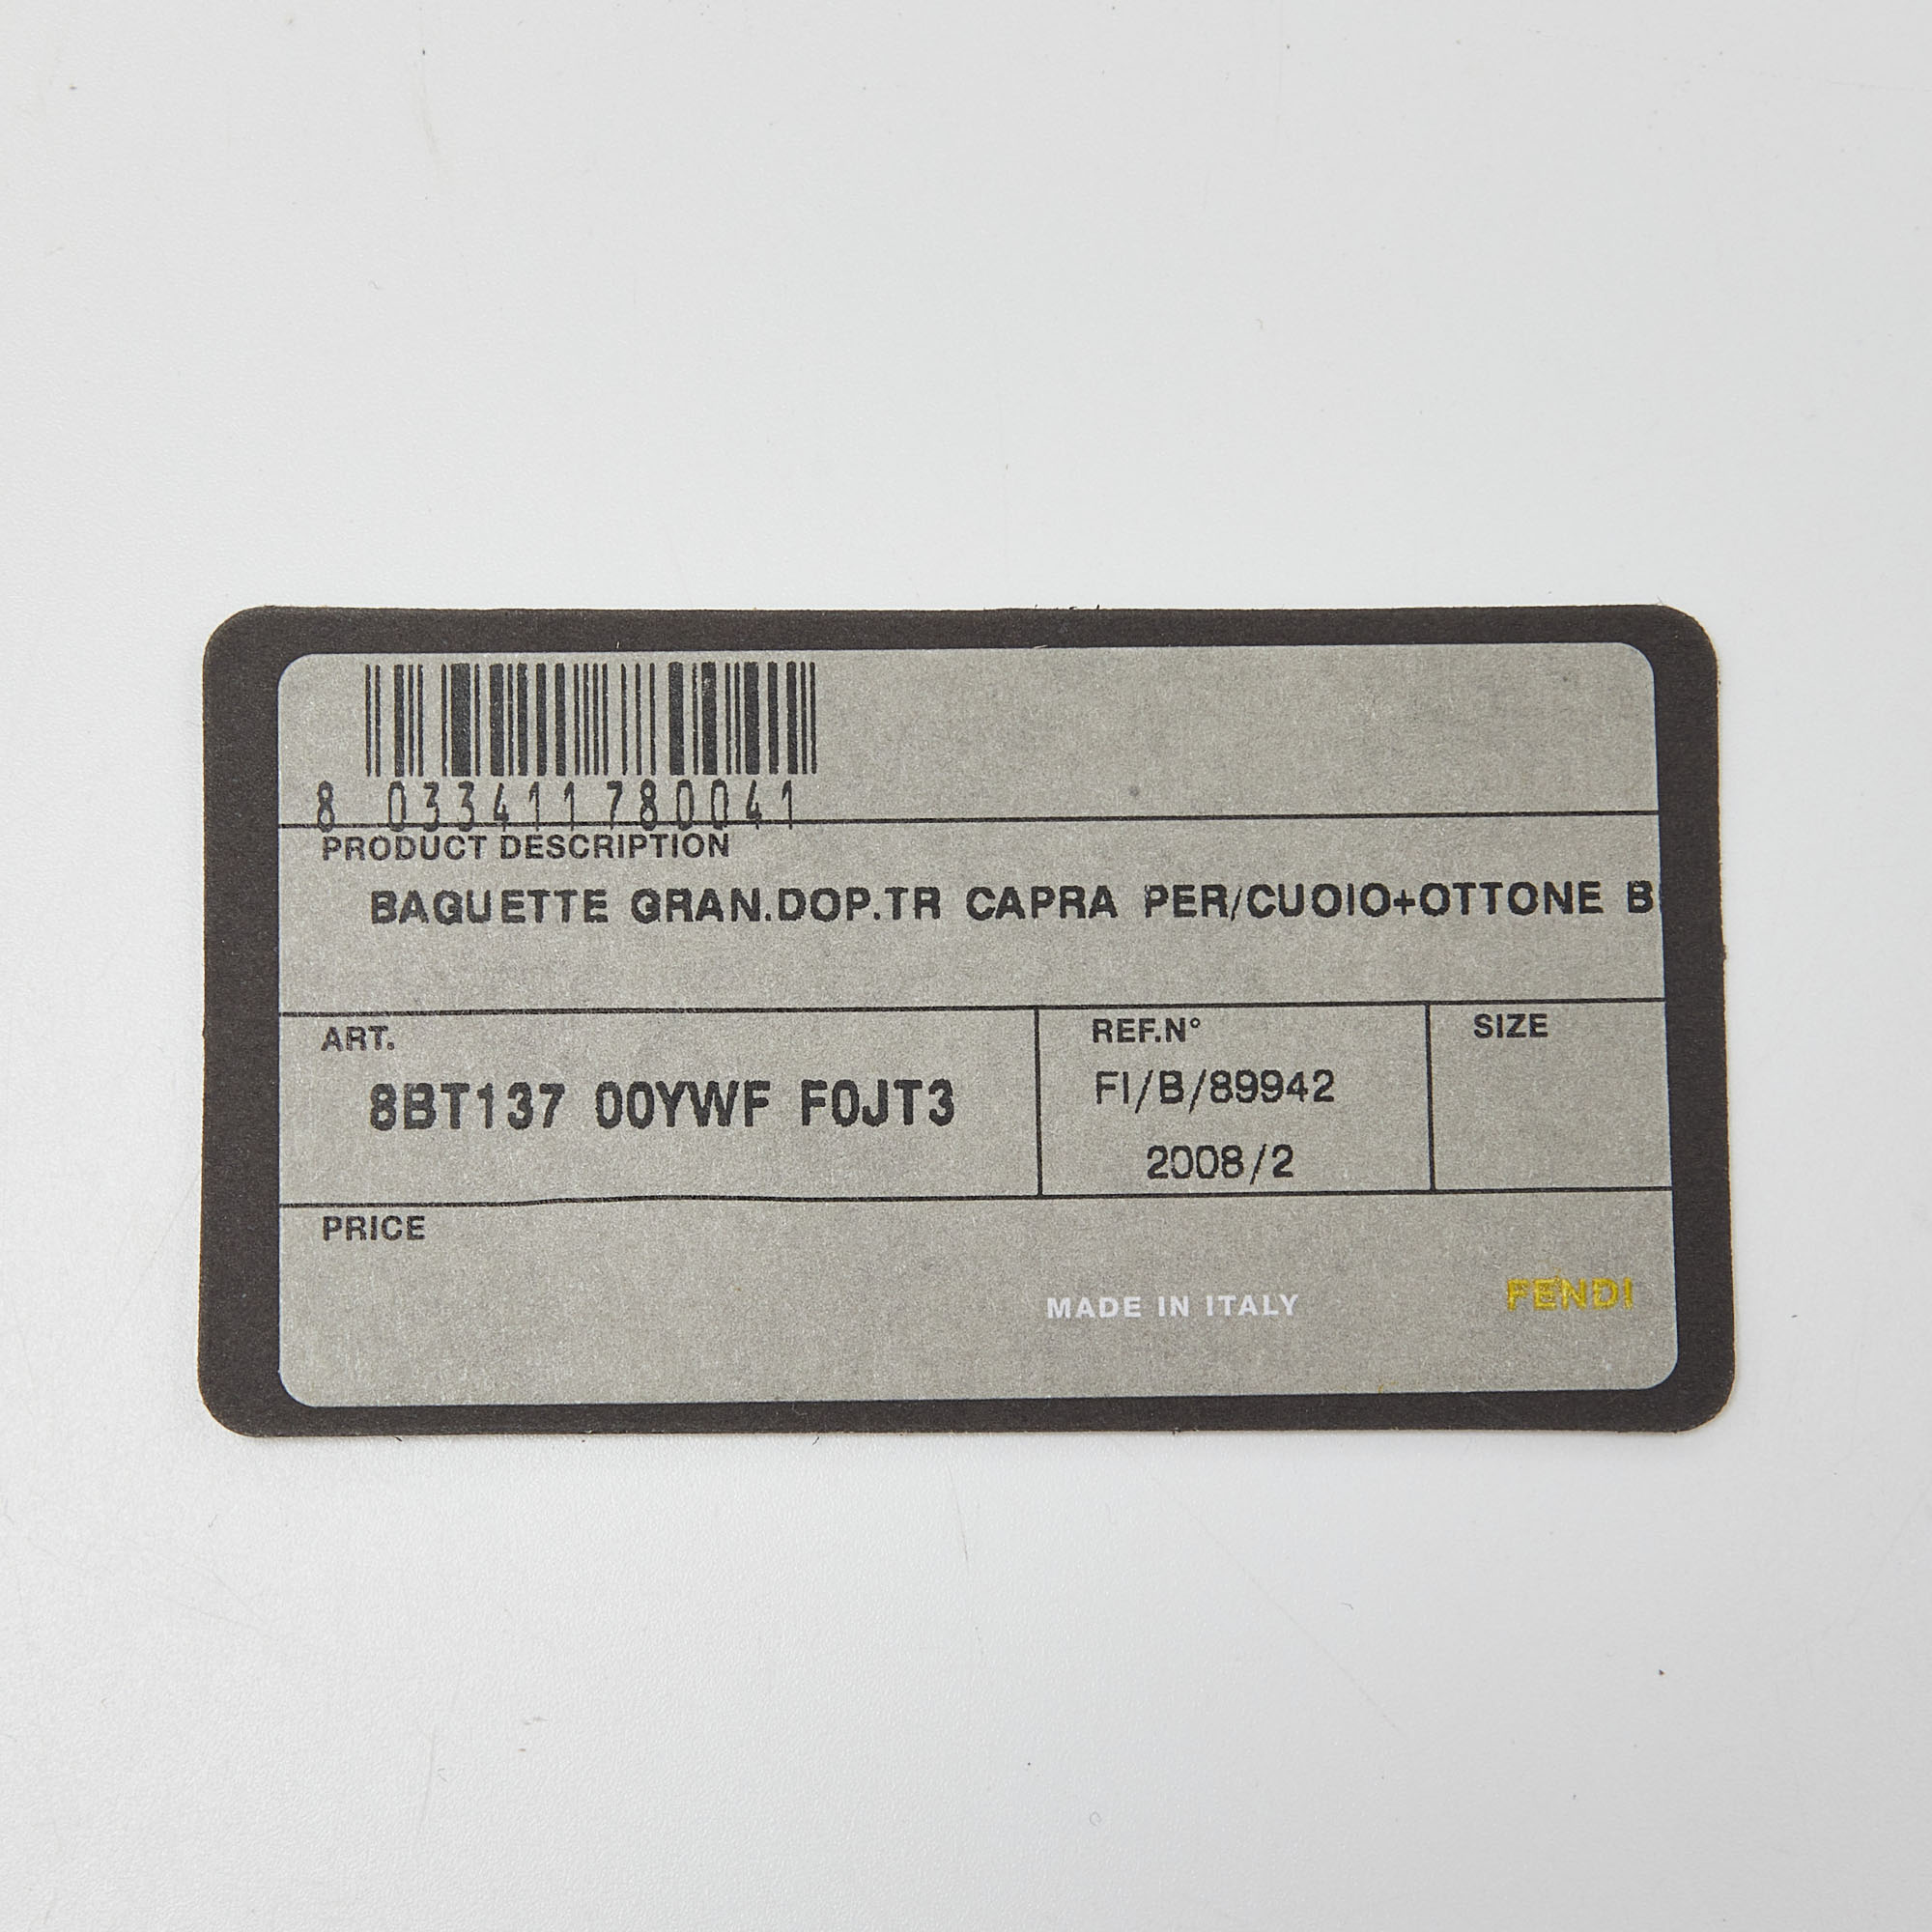 8 033411 780041
PRODUCT DESCRIPTION
BAGUETTE GRAN.DOP.TR CAPRA PER/CUOIO+OTTONE B
ART.
8BT137 00YWF F0JT3
REF.N°
FI/B/89942
2008/2
SIZE
PRICE
MADE IN ITALY
FENDI